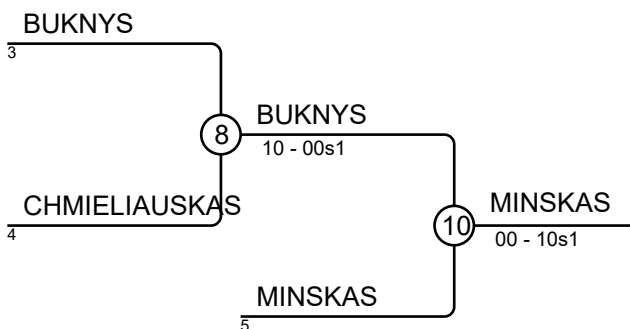 BUKNYS
3
8
BUKNYS
10 - 00s1
CHMIELIAUSKAS
4
10
MINSKAS
00 - 10s1
MINSKAS
5